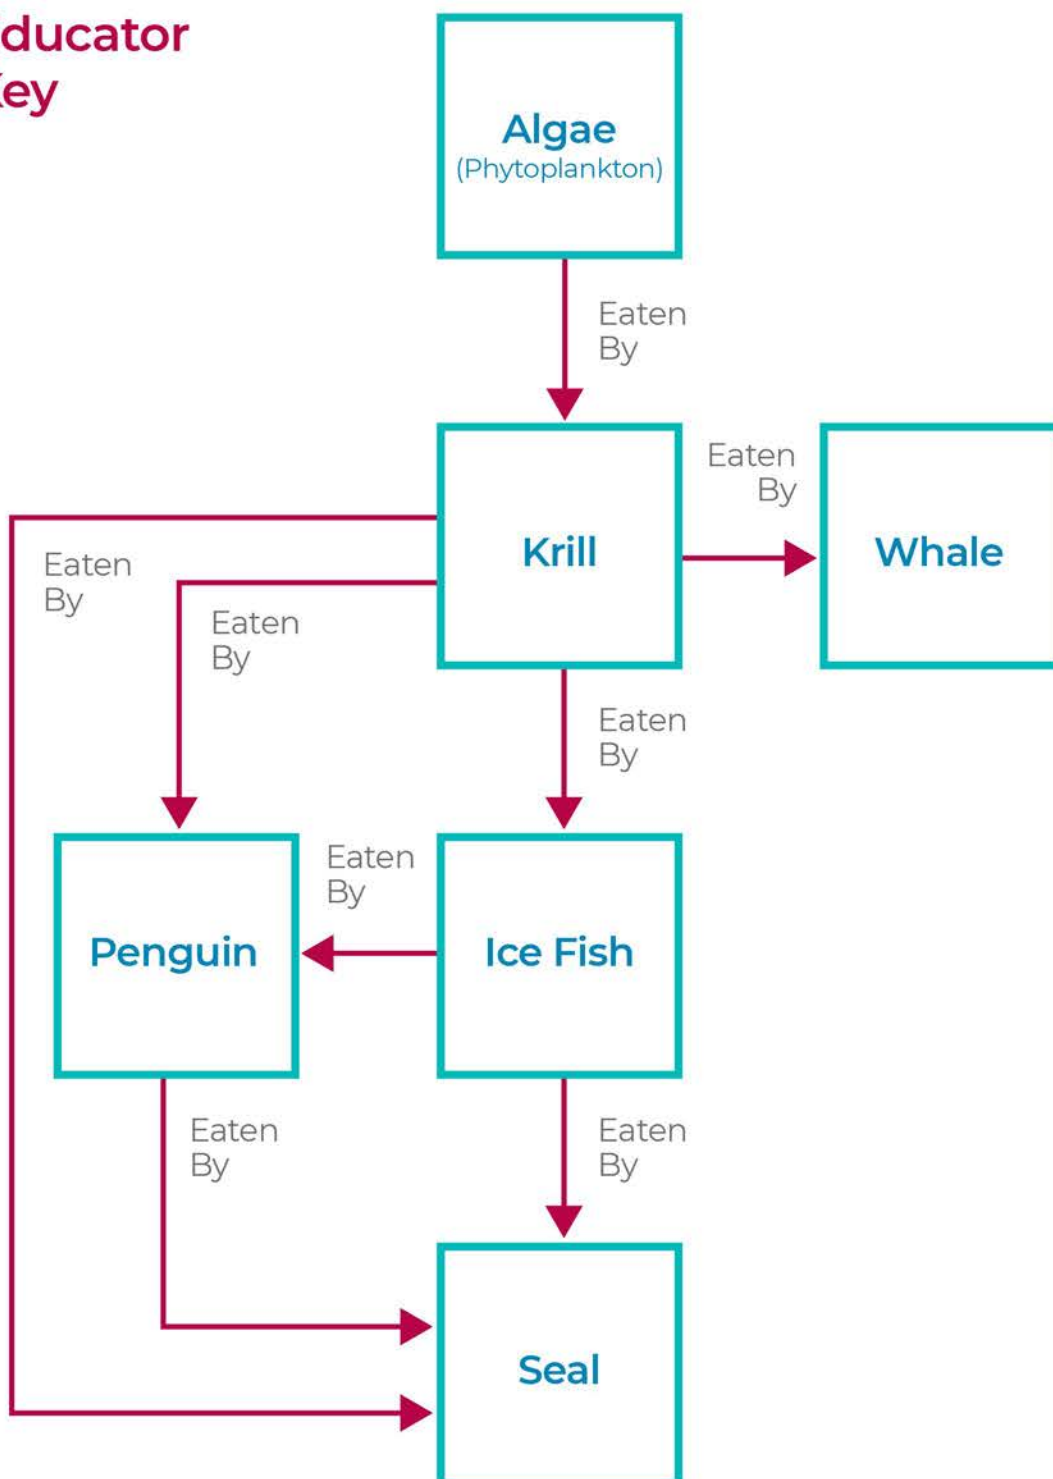 ducator
ey
Algae
(Phytoplankton)
Eaten
By
Krill
Eaten
By
Whale
Eaten
By
Eaten
By
Eaten
By
Penguin
Eaten
By
Ice Fish
Eaten
By
Eaten
By
Seal